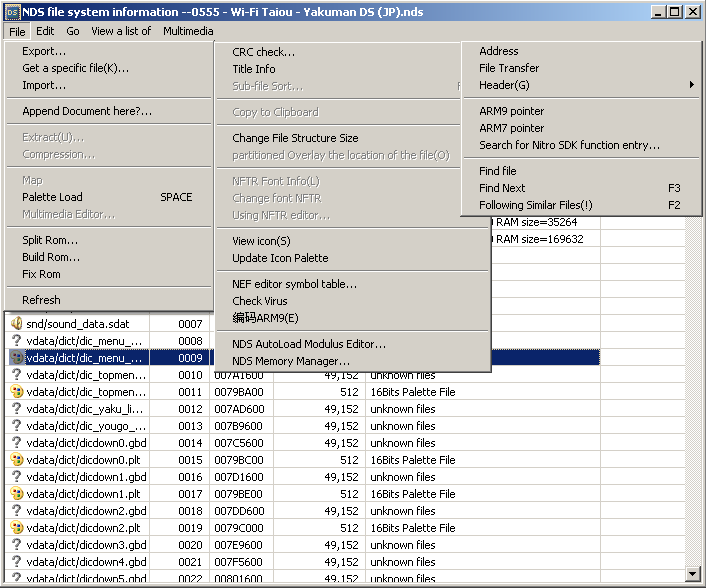 NDS file system information --0555 - Wi-Fi Taiou - Yakuman DS (JP).nds
File Edit Go View a list of Multimedia
Export...
Get a specific file(K)...
Import...
Append Document here?...
Extract(U)...
Compression...
Map
Palette Load SPACE
Multimedia Editor...
Split Rom...
Build Rom...
Fix Rom
Refresh
CRC check...
Title Info
Sub-file Sort...
Copy to Clipboard
Change File Structure Size
partitioned Overlay the location of the file(O)
NFTR Font Info(L)
Change font NFTR
Using NFTR editor...
View icon(S)
Update Icon Palette
NEF editor symbol table...
Check Virus
编码ARM9(E)
NDS AutoLoad Modulus Editor...
NDS Memory Manager...
Address
File Transfer
Header(G)
ARM9 pointer
ARM7 pointer
Search for Nitro SDK function entry...
Find file
Find Next F3
Following Similar Files(!) F2
RAM size=35264
RAM size=169632
snd/sound_data.sdat 0007
vdata/dict/dic_menu_... 0008
vdata/dict/dic_menu_... 0009
vdata/dict/dic_topmen... 0010 007A1600 49,152 unknown files
vdata/dict/dic_topmen... 0011 0079BA00 512 16Bits Palette File
vdata/dict/dic_yaku_li... 0012 007AD600 49,152 unknown files
vdata/dict/dic_yougo_... 0013 007B9600 49,152 unknown files
vdata/dict/dicdown0.gbd 0014 007C5600 49,152 unknown files
vdata/dict/dicdown0.plt 0015 0079BC00 512 16Bits Palette File
vdata/dict/dicdown1.gbd 0016 007D1600 49,152 unknown files
vdata/dict/dicdown1.plt 0017 0079BE00 512 16Bits Palette File
vdata/dict/dicdown2.gbd 0018 007DD600 49,152 unknown files
vdata/dict/dicdown2.plt 0019 0079C000 512 16Bits Palette File
vdata/dict/dicdown3.gbd 0020 007E9600 49,152 unknown files
vdata/dict/dicdown4.gbd 0021 007F5600 49,152 unknown files
vdata/dict/dicdown5.gbd 0022 00801600 49,152 unknown files